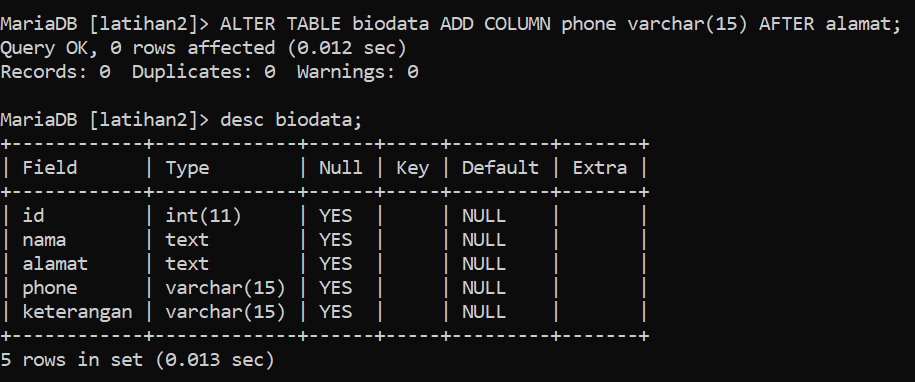 MariaDB [latihan2]> ALTER TABLE biodata ADD COLUMN phone varchar(15) AFTER alamat;
Query OK, 0 rows affected (0.012 sec)
Records: 0  Duplicates: 0  Warnings: 0

MariaDB [latihan2]> desc biodata;
+------------+-------------+------+-----+---------+-------+
| Field      | Type        | Null | Key | Default | Extra |
+------------+-------------+------+-----+---------+-------+
| id         | int(11)     | YES  |     | NULL    |       |
| nama       | text        | YES  |     | NULL    |       |
| alamat     | text        | YES  |     | NULL    |       |
| phone      | varchar(15) | YES  |     | NULL    |       |
| keterangan | varchar(15) | YES  |     | NULL    |       |
+------------+-------------+------+-----+---------+-------+
5 rows in set (0.013 sec)